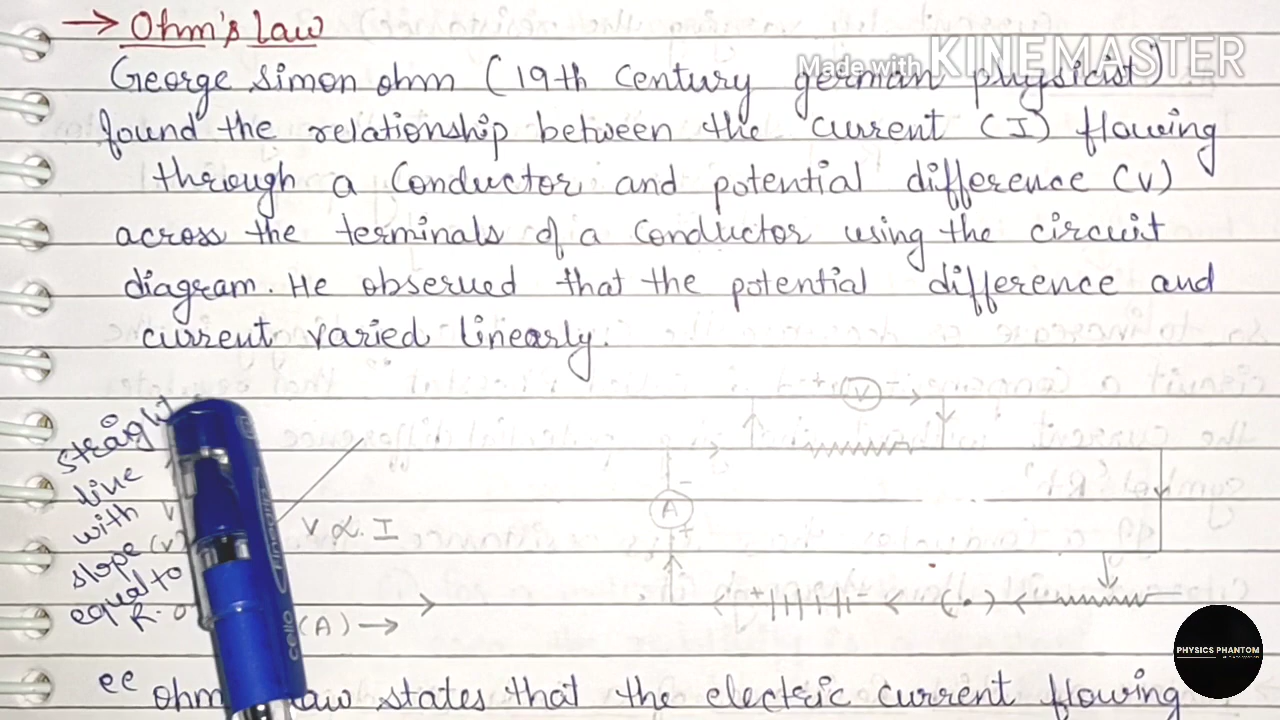 → Ohm's Law
Made with KINEMASTER
George simon ohm (19th Century german physicist)
found the relationship between the current (I) flowing
through a Conductor and potential difference (V)
across the terminals of a Conductor using the circuit
diagram. He observed that the potential difference and
current varied linearly.
straight
line
with
slope (V)
equal to
R.
V ∝ I
(A) →
+ V -
-
A
+
+ -
(•)
PHYSICS PHANTOM
cello
ohm law states that the electric current flowing